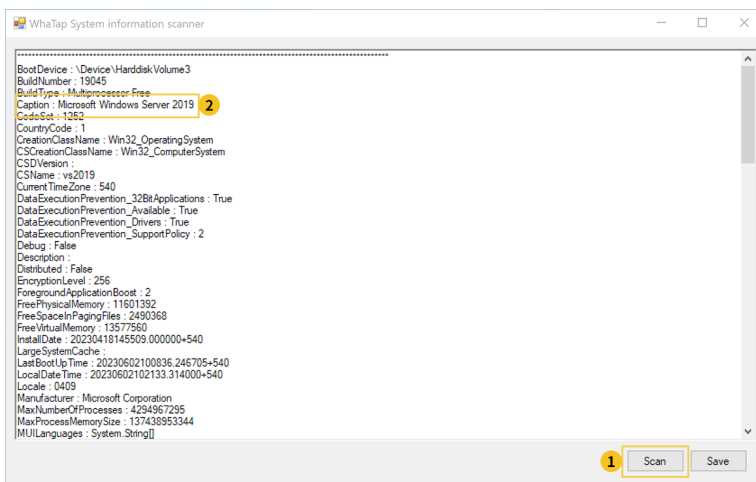 WhaTap System information scanner
****************************************************************************************************
BootDevice : \Device\HarddiskVolume3
BuildNumber : 19045
BuildType : Multiprocessor Free
Caption : Microsoft Windows Server 2019
2
CodeSet : 1252
CountryCode : 1
CreationClassName : Win32_OperatingSystem
CSCreationClassName : Win32_ComputerSystem
CSDVersion :
CSName : vs2019
CurrentTimeZone : 540
DataExecutionPrevention_32BitApplications : True
DataExecutionPrevention_Available : True
DataExecutionPrevention_Drivers : True
DataExecutionPrevention_SupportPolicy : 2
Debug : False
Description :
Distributed : False
EncryptionLevel : 256
ForegroundApplicationBoost : 2
FreePhysicalMemory : 11601392
FreeSpaceInPagingFiles : 2490368
FreeVirtualMemory : 13577560
InstallDate : 20230418145509.000000+540
LargeSystemCache :
LastBootUpTime : 20230602100836.246705+540
LocalDateTime : 20230602102133.314000+540
Locale : 0409
Manufacturer : Microsoft Corporation
MaxNumberOfProcesses : 4294967295
MaxProcessMemorySize : 137438953344
MUILanguages : System.String[]
1
Scan
Save